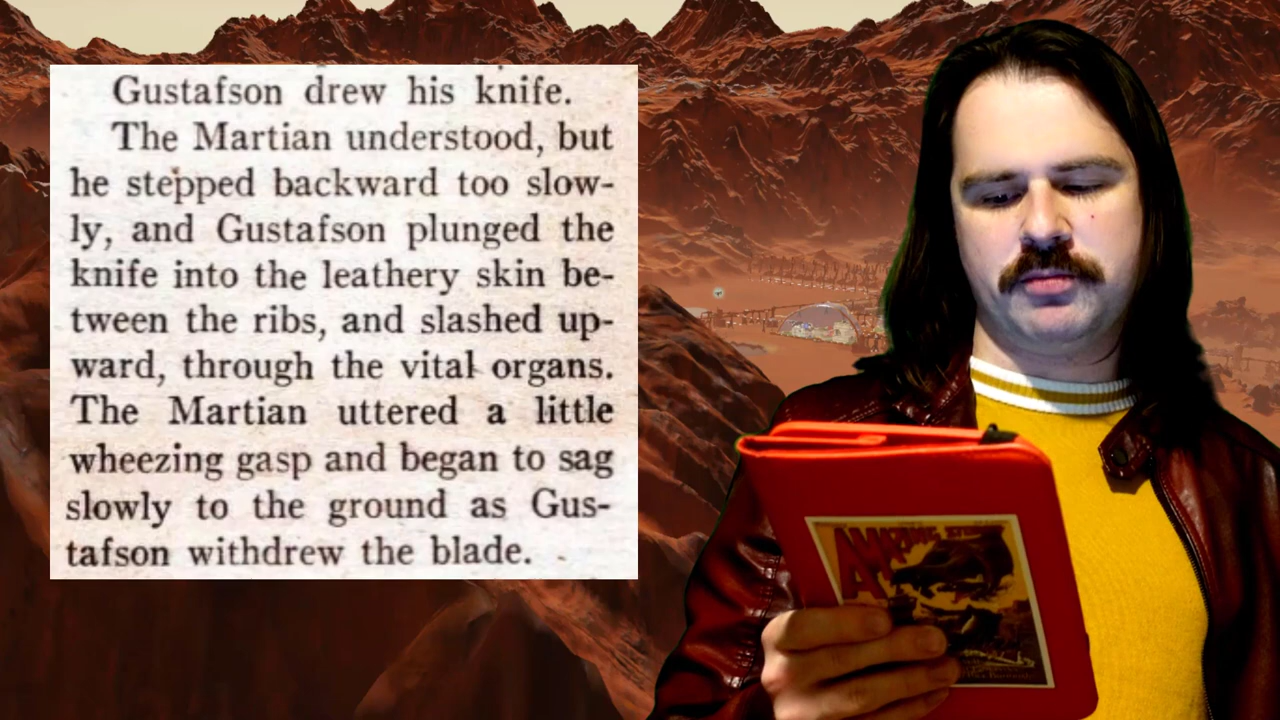 Gustafson drew his knife.
The Martian understood, but
he stepped backward too slow-
ly, and Gustafson plunged the
knife into the leathery skin be-
tween the ribs, and slashed up-
ward, through the vital organs.
The Martian uttered a little
wheezing gasp and began to sag
slowly to the ground as Gus-
tafson withdrew the blade.
AMAZING